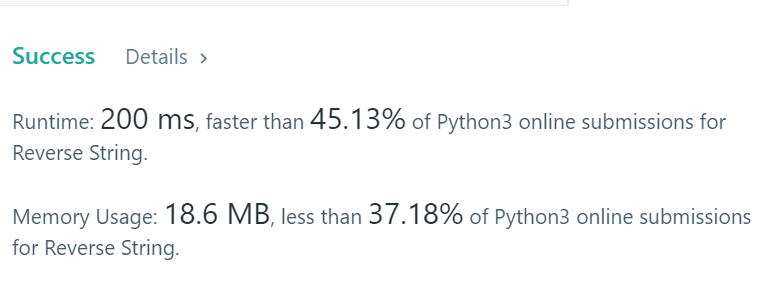 Success Details >
Runtime: 200 ms, faster than 45.13% of Python3 online submissions for
Reverse String.
Memory Usage: 18.6 MB, less than 37.18% of Python3 online submissions
for Reverse String.